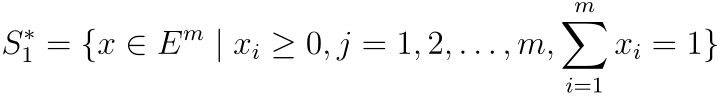 $S_1^* = \{x \in E^m \mid x_i \geq 0, j = 1, 2, \ldots, m, \sum_{i=1}^{m} x_i = 1\}$